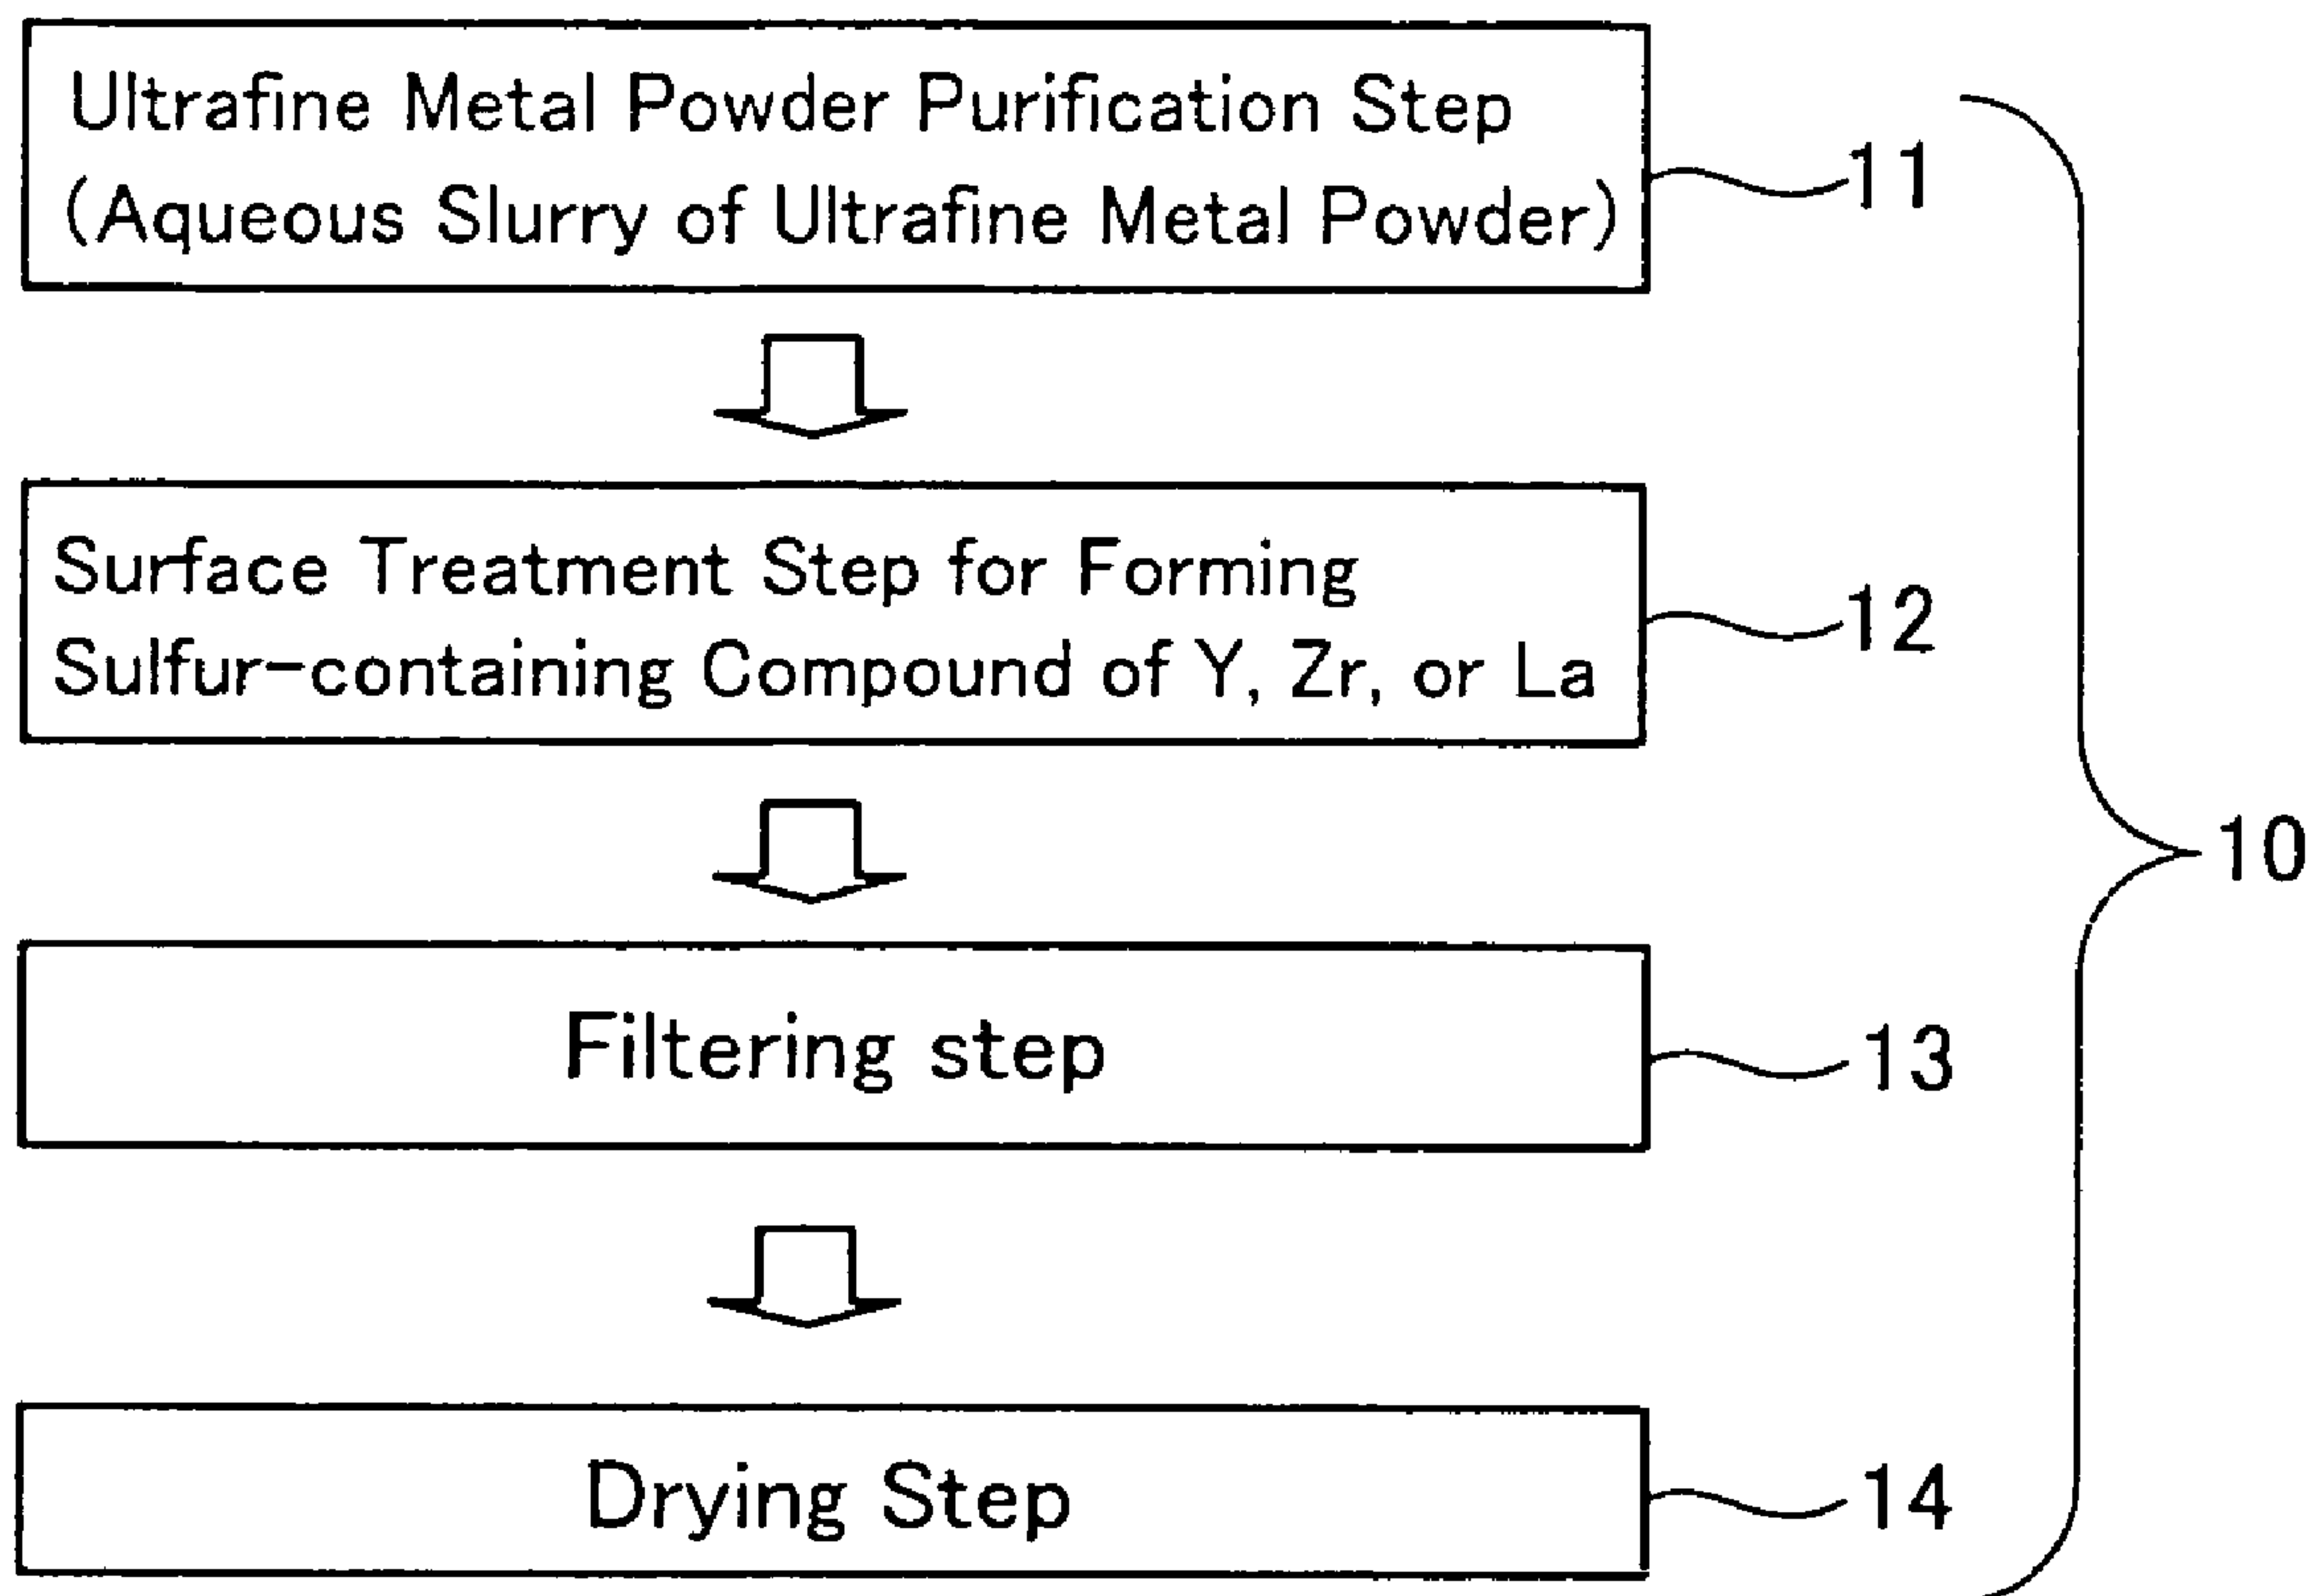 Ultrafine Metal Powder Purification Step
(Aqueous Slurry of Ultrafine Metal Powder)
11
Surface Treatment Step for Forming
Sulfur-containing Compound of Y, Zr, or La
12
10
Filtering step
13
Drying Step
14